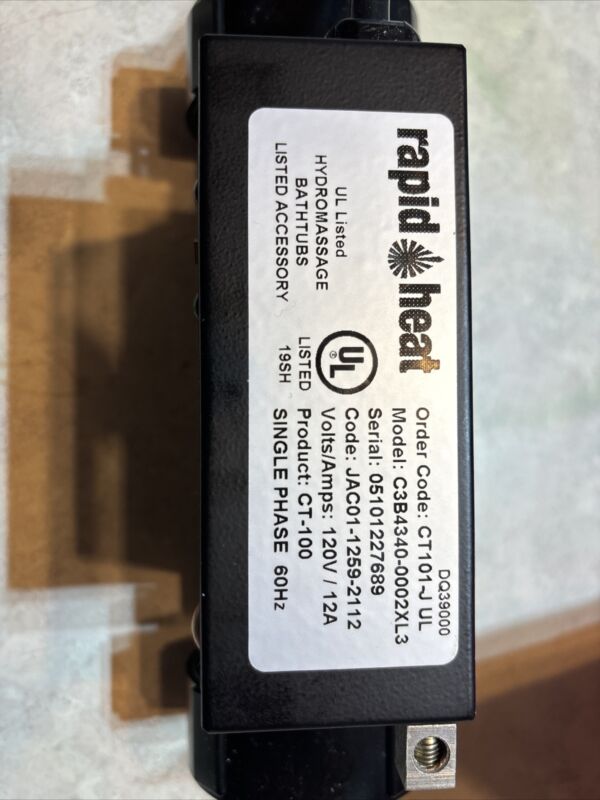 rapid heat
UL Listed
HYDROMASSAGE
BATHTUBS
LISTED ACCESSORY
UL
®
LISTED
19SH
DQ39000
Order Code: CT101-J UL
Model: C3B4340-0002XL3
Serial: 05101227689
Code: JAC01-1259-2112
Volts/Amps: 120V / 12A
Product: CT-100
SINGLE PHASE 60Hz